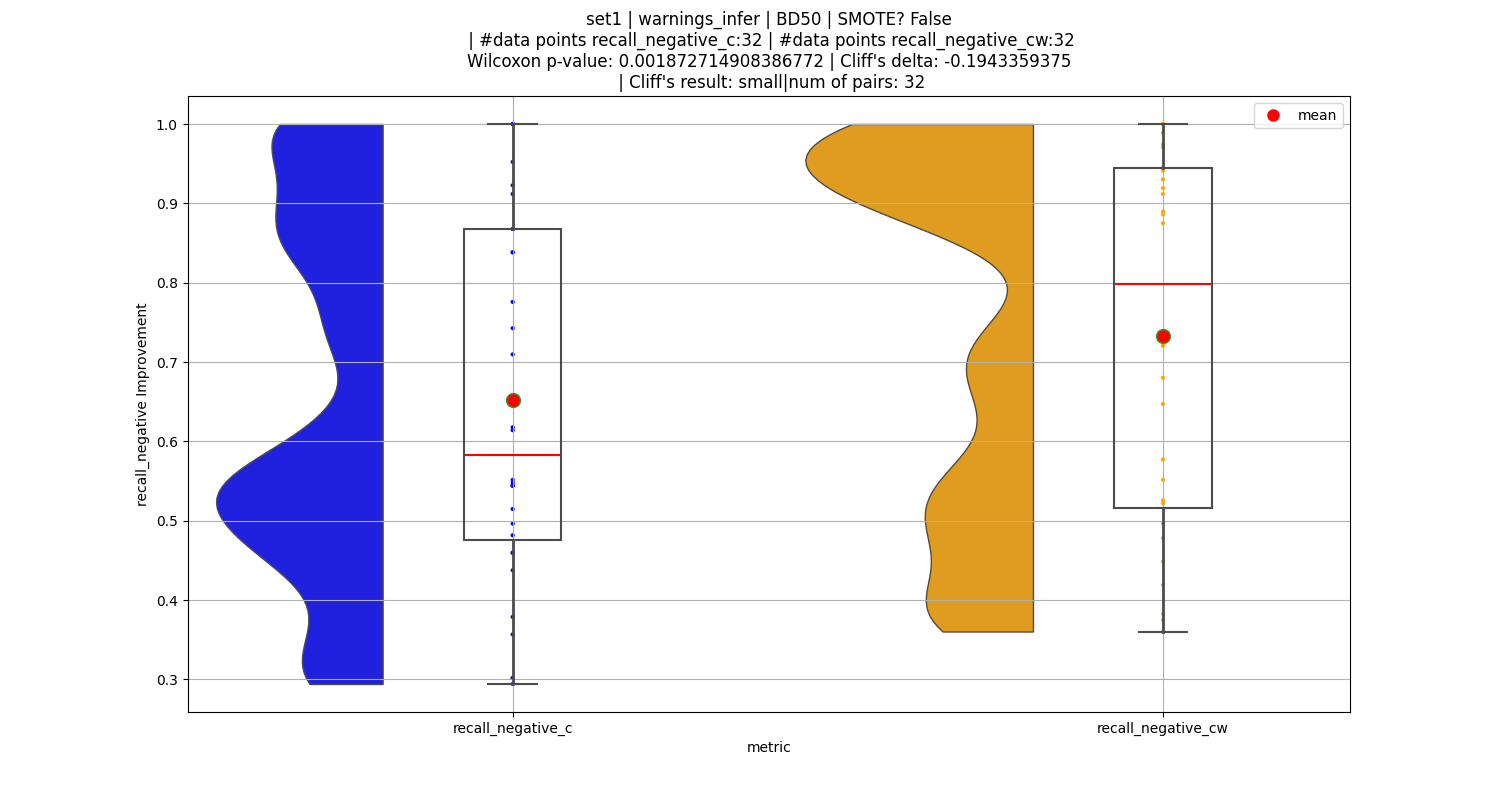 set1 | warnings_infer | BD50 | SMOTE? False
| #data points recall_negative_c:32 | #data points recall_negative_cw:32
Wilcoxon p-value: 0.001872714908386772 | Cliff's delta: -0.1943359375
| Cliff's result: small|num of pairs: 32
mean
1.0
0.9
0.8
0.7
0.6
0.5
0.4
0.3
recall_negative Improvement
recall_negative_c
recall_negative_cw
metric